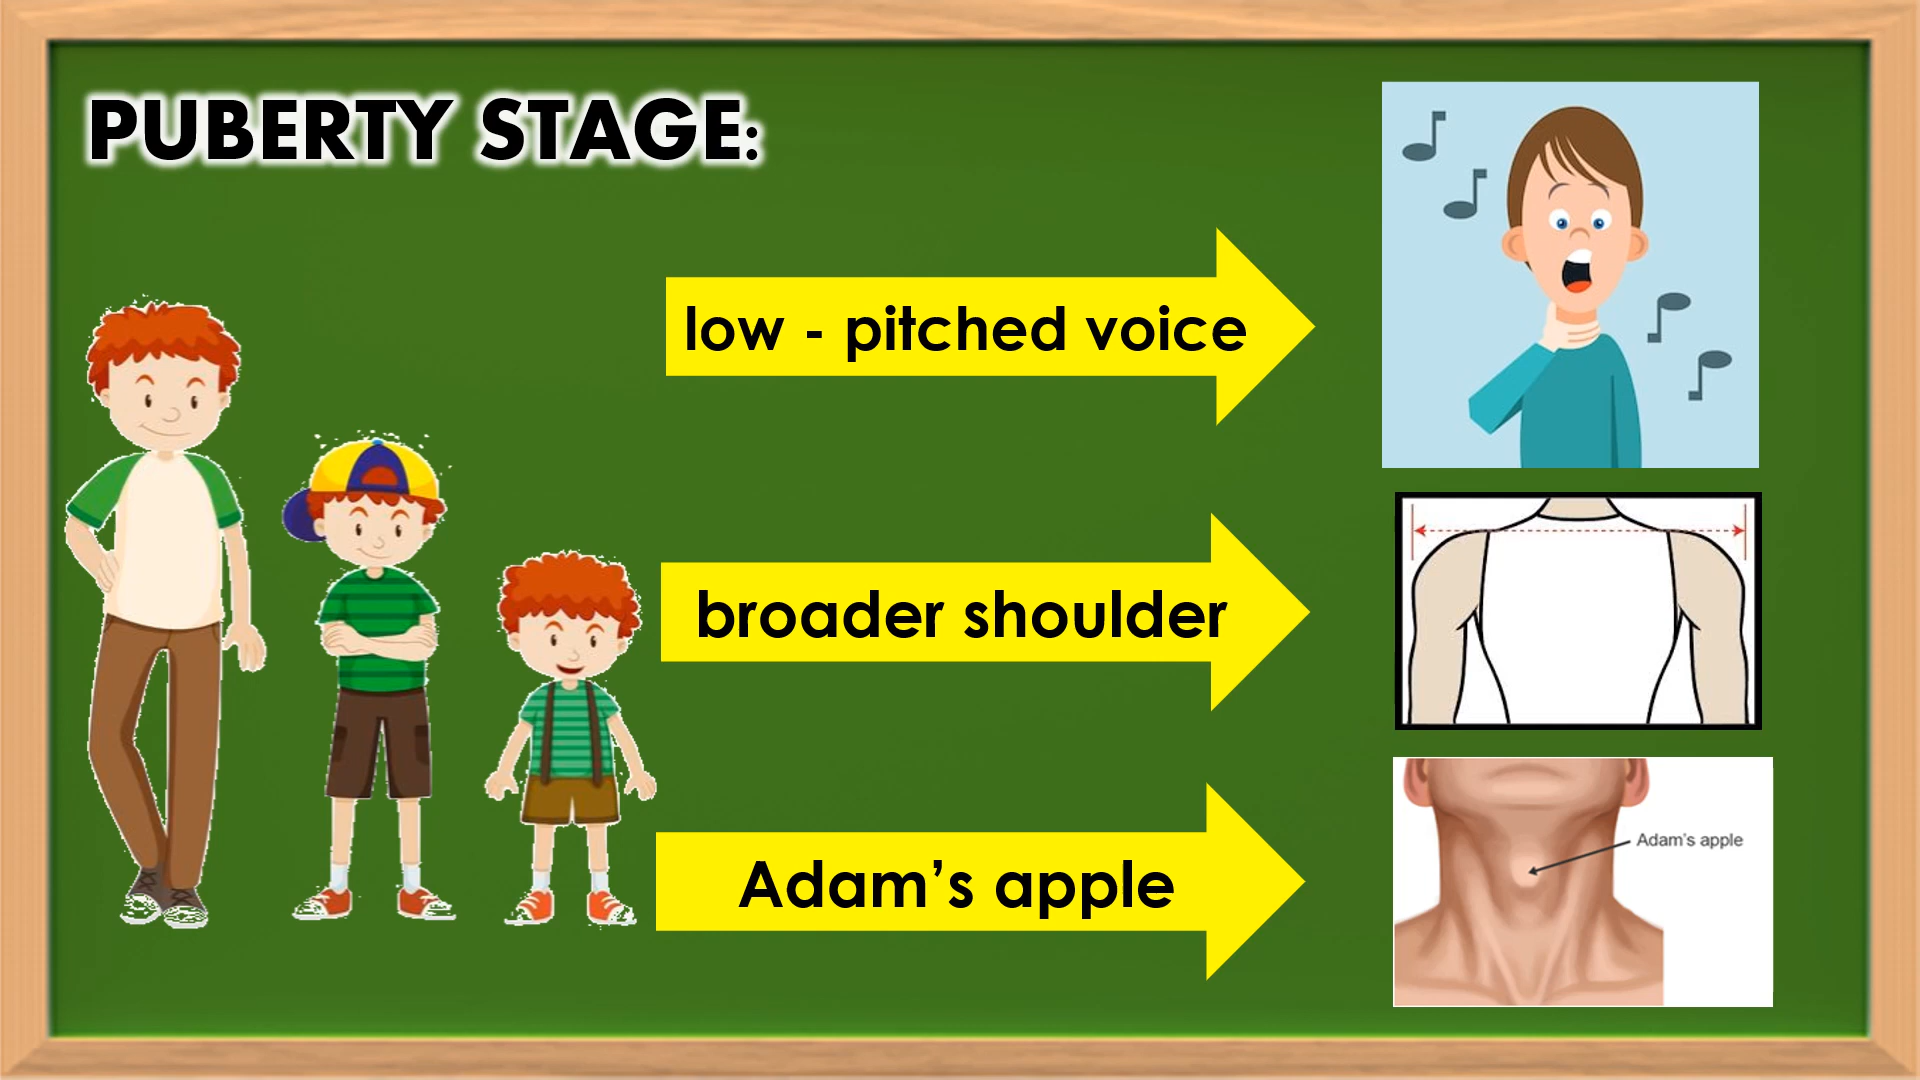 PUBERTY STAGE:
low - pitched voice
broader shoulder
Adam’s apple
Adam's apple